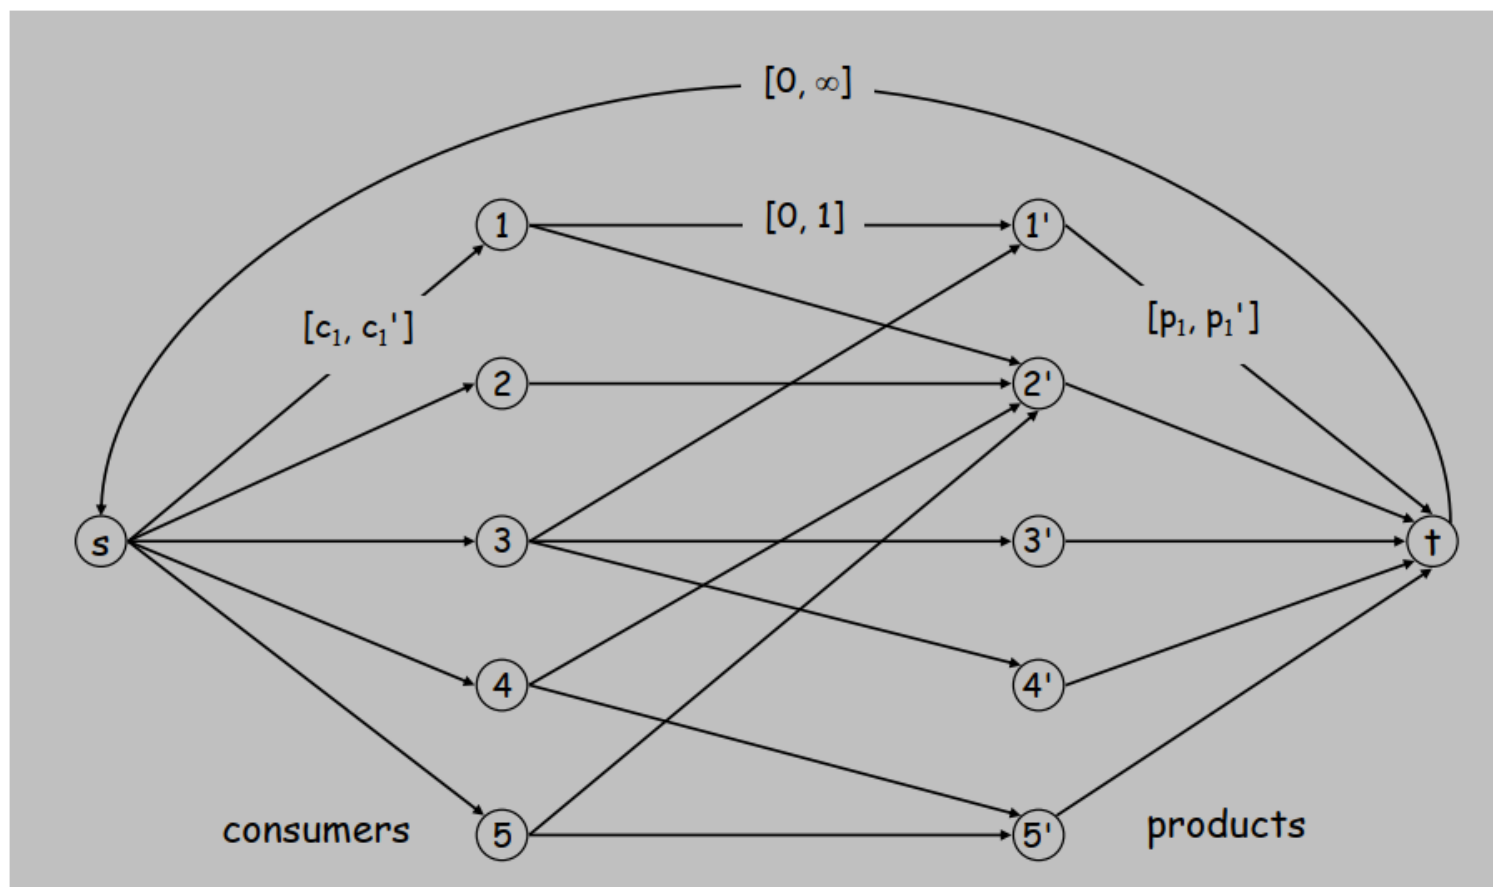 [0, ∞]
1
[0, 1]
1'
[c₁, c₁']
[p₁, p₁']
2
2'
s
3
3'
t
4
4'
consumers
5
5'
products